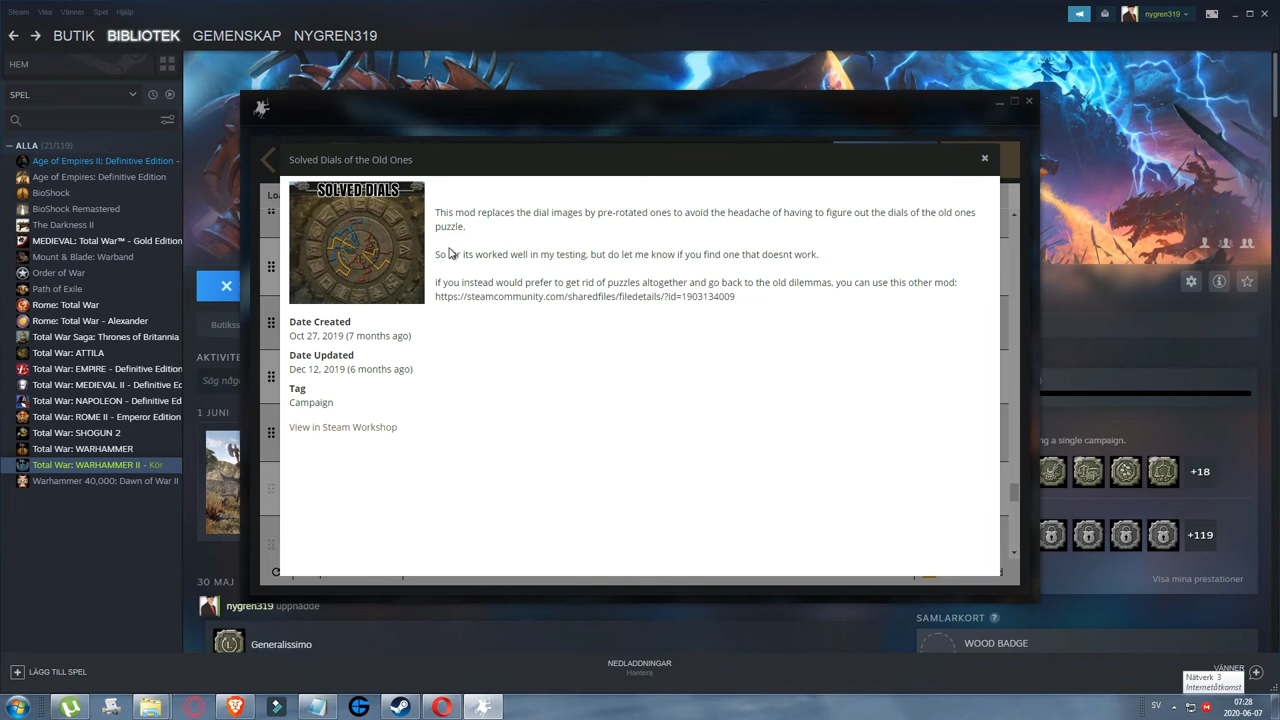 Steam Visa Vänner Spel Hjälp
nygren319
BUTIK BIBLIOTEK GEMENSKAP NYGREN319
HEM
SPEL
ALLA (21/119)
Age of Empires II: Definitive Edition -
Age of Empires: Definitive Edition
BioShock
BioShock Remastered
The Darkness II
MEDIEVAL: Total War™ - Gold Edition
Mount & Blade: Warband
Order of War
Path of Exile
Rome: Total War
Rome: Total War - Alexander
Total War Saga: Thrones of Britannia
Total War: ATTILA
Total War: EMPIRE - Definitive Edition
Total War: MEDIEVAL II - Definitive Ed
Total War: NAPOLEON - Definitive Ed
Total War: ROME II - Emperor Edition
Total War: SHOGUN 2
Total War: WARHAMMER
Total War: WARHAMMER II - Kör
Warhammer 40,000: Dawn of War II
LÄGG TILL SPEL
Butikss
AKTIVITE
Säg någo
1 JUNI
30 MAJ
nygren319 uppnådde
Generalissimo
Solved Dials of the Old Ones
SOLVED DIALS
This mod replaces the dial images by pre-rotated ones to avoid the headache of having to figure out the dials of the old ones
puzzle.
So far its worked well in my testing, but do let me know if you find one that doesnt work.
if you instead would prefer to get rid of puzzles altogether and go back to the old dilemmas, you can use this other mod:
https://steamcommunity.com/sharedfiles/filedetails/?id=1903134009
Date Created
Oct 27, 2019 (7 months ago)
Date Updated
Dec 12, 2019 (6 months ago)
Tag
Campaign
View in Steam Workshop
Loa
ng a single campaign.
+18
+119
Visa mina prestationer
SAMLARKORT ?
WOOD BADGE
NEDLADDNINGAR
Hantera
VÄNNER
Nätverk 3
Internetåtkomst
SV
07:28
2020-06-07